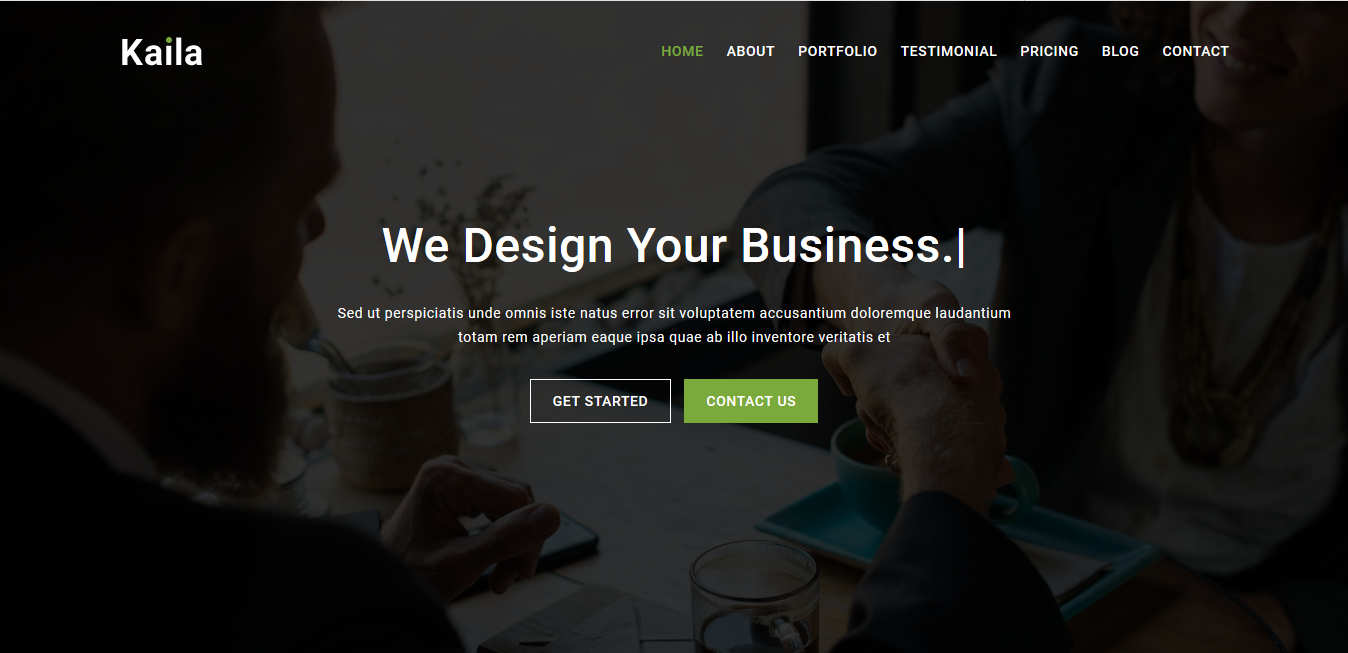 Kaila
HOME ABOUT PORTFOLIO TESTIMONIAL PRICING BLOG CONTACT
We Design Your Business.|
Sed ut perspiciatis unde omnis iste natus error sit voluptatem accusantium doloremque laudantium
totam rem aperiam eaque ipsa quae ab illo inventore veritatis et
GET STARTED CONTACT US